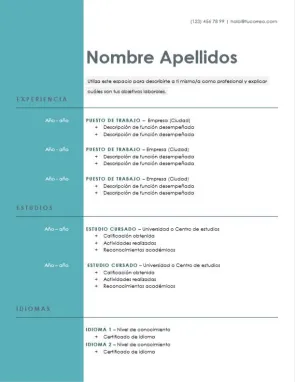 (123) 456 78 99 | hola@tucorreo.com
Nombre Apellidos
Utiliza este espacio para describirte a ti mismo/a como profesional y explicar
cuáles son tus objetivos laborales.
EXPERIENCIA
Año – año PUESTO DE TRABAJO – Empresa (Ciudad)
+ Descripción de función desempeñada
+ Descripción de función desempeñada
Año – año PUESTO DE TRABAJO – Empresa (Ciudad)
+ Descripción de función desempeñada
+ Descripción de función desempeñada
Año – año PUESTO DE TRABAJO – Empresa (Ciudad)
+ Descripción de función desempeñada
+ Descripción de función desempeñada
ESTUDIOS
Año – año ESTUDIO CURSADO – Universidad o Centro de estudios
+ Calificación obtenida
+ Actividades realizadas
+ Reconocimientos académicos
Año – año ESTUDIO CURSADO – Universidad o Centro de estudios
+ Calificación obtenida
+ Actividades realizadas
+ Reconocimientos académicos
IDIOMAS
IDIOMA 1 – Nivel de conocimiento
+ Certificado de idioma
IDIOMA 2 – Nivel de conocimiento
+ Certificado de idioma